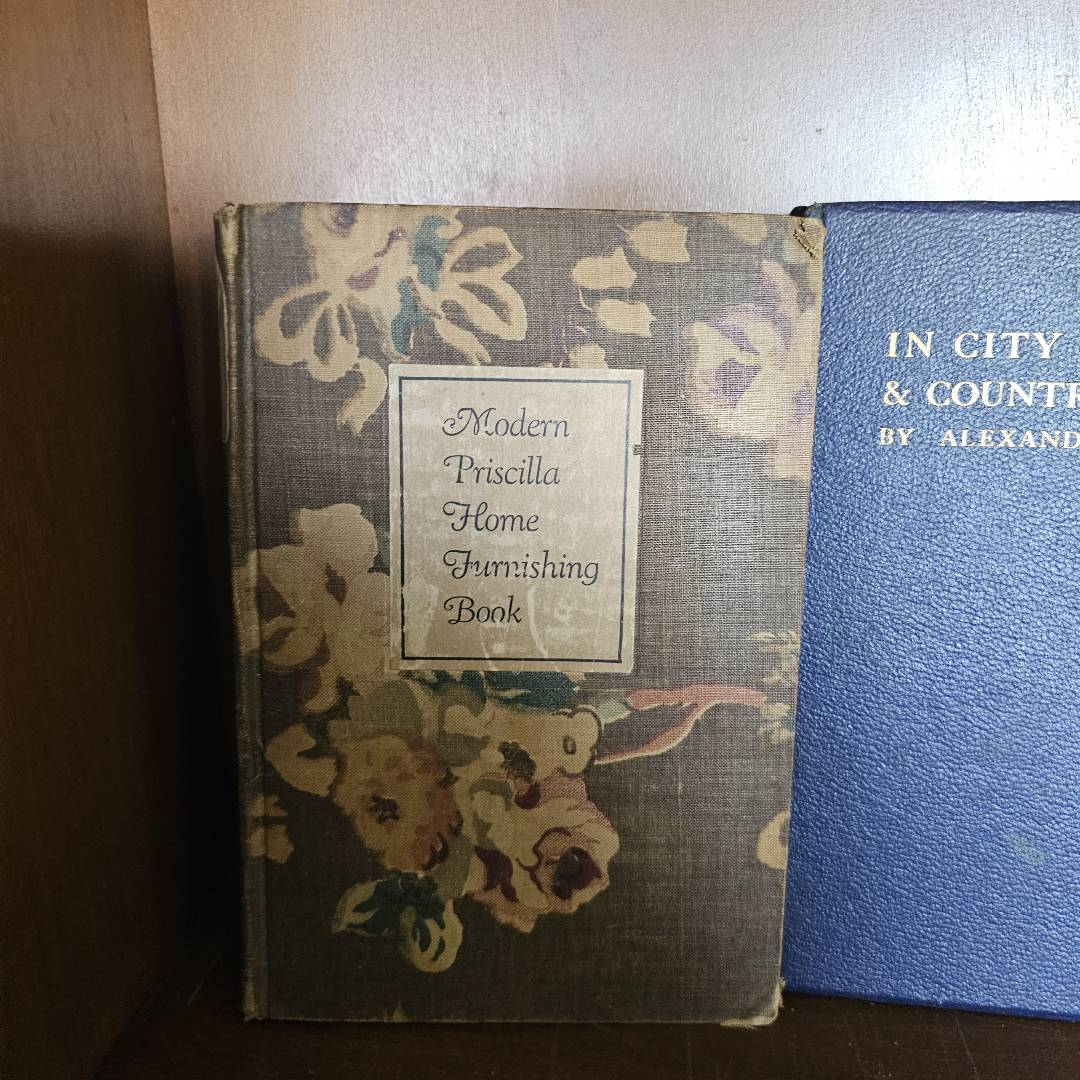 Modern
Priscilla
Home
Furnishing
Book
IN CITY
& COUNTR
BY ALEXAND